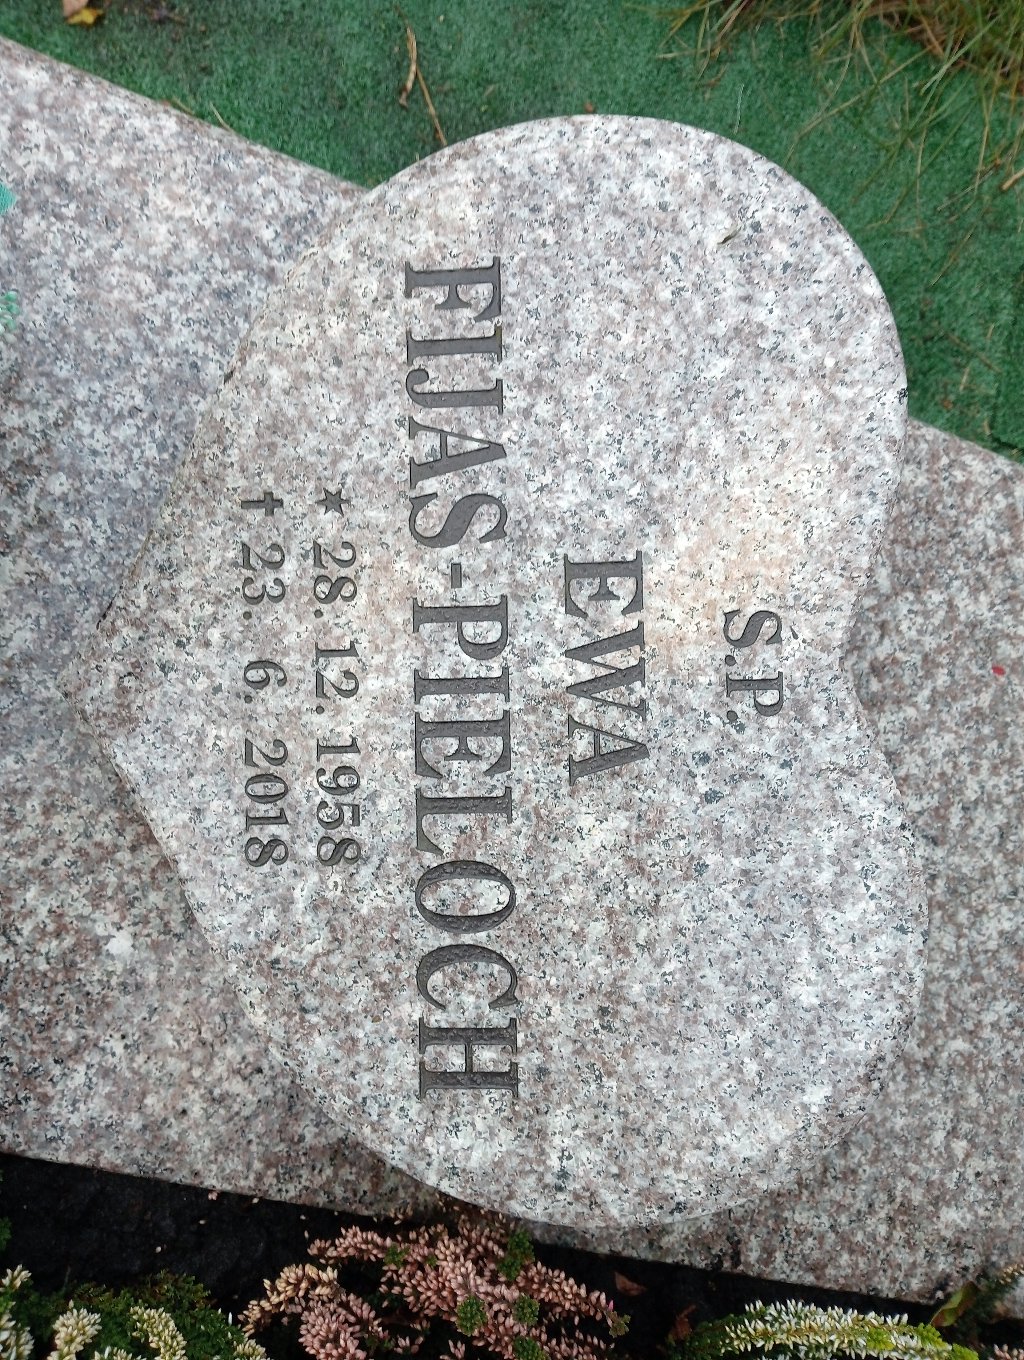 S.P.
EWA
FIJAS-PIELOCH
★ 28. 12. 1958
✝ 23. 6. 2018